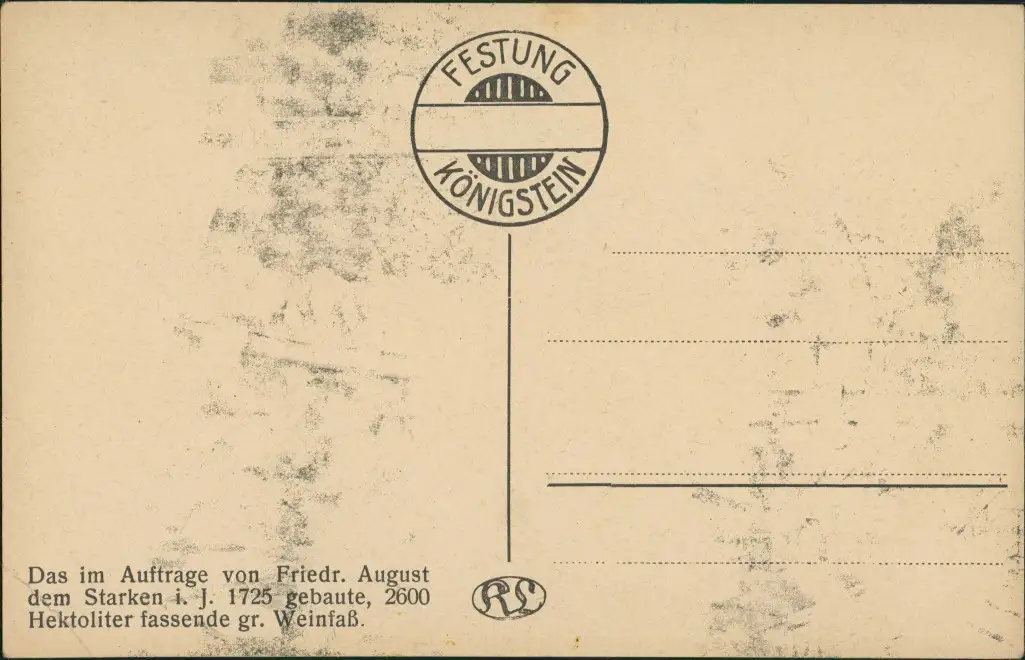 FESTUNG
KÖNIGSTEIN
Das im Auftrage von Friedr. August
dem Starken i. J. 1725 gebaute, 2600
Hektoliter fassende gr. Weinfaß.
RL